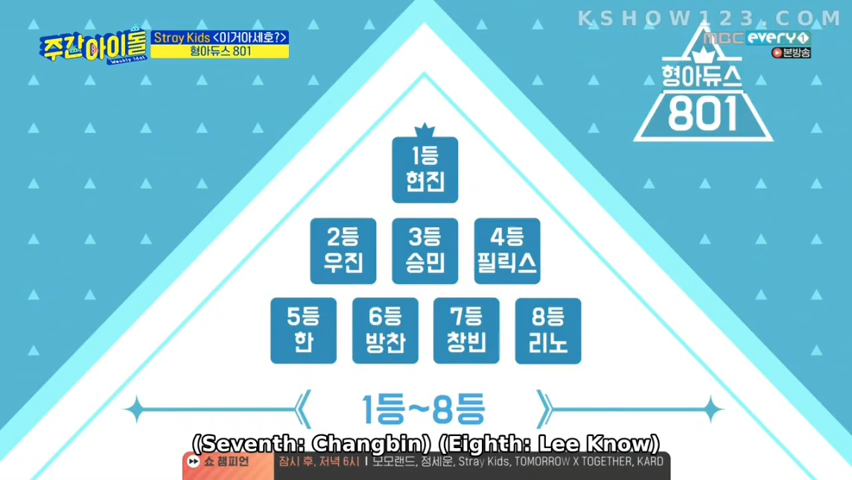 KSHOW123.COM
주간아이돌
Weekly Idol
Stray Kids <이거아세호?>
형아듀스 801
MBC every1
본방송
형아듀스
801
1등
현진
2등 3등 4등
우진 승민 필릭스
5등 6등 7등 8등
한 방찬 창빈 리노
1등~8등
(Seventh: Changbin) (Eighth: Lee Know)
쇼 챔피언 잠시 후, 저녁 6시 | 모모랜드, 정세운, Stray Kids, TOMORROW X TOGETHER, KARD